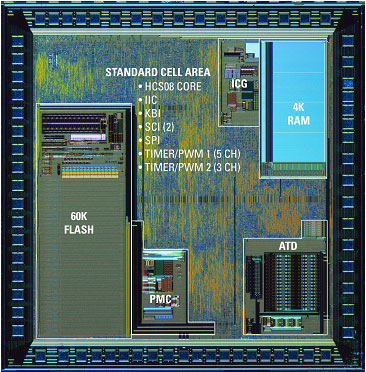 STANDARD CELL AREA
• HCS08 CORE
• IIC
• KBI
• SCI (2)
• SPI
• TIMER/PWM 1 (5 CH)
• TIMER/PWM 2 (3 CH)
ICG
4K
RAM
60K
FLASH
PMC
ATD